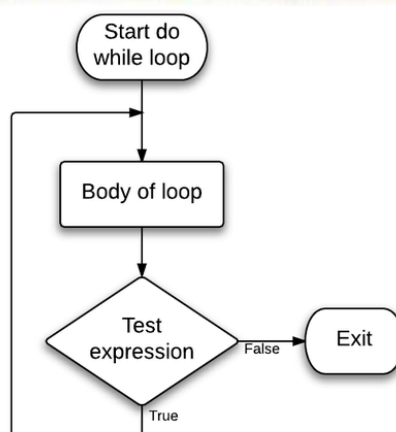 Start do
while loop
Body of loop
Test
expression
False
Exit
True